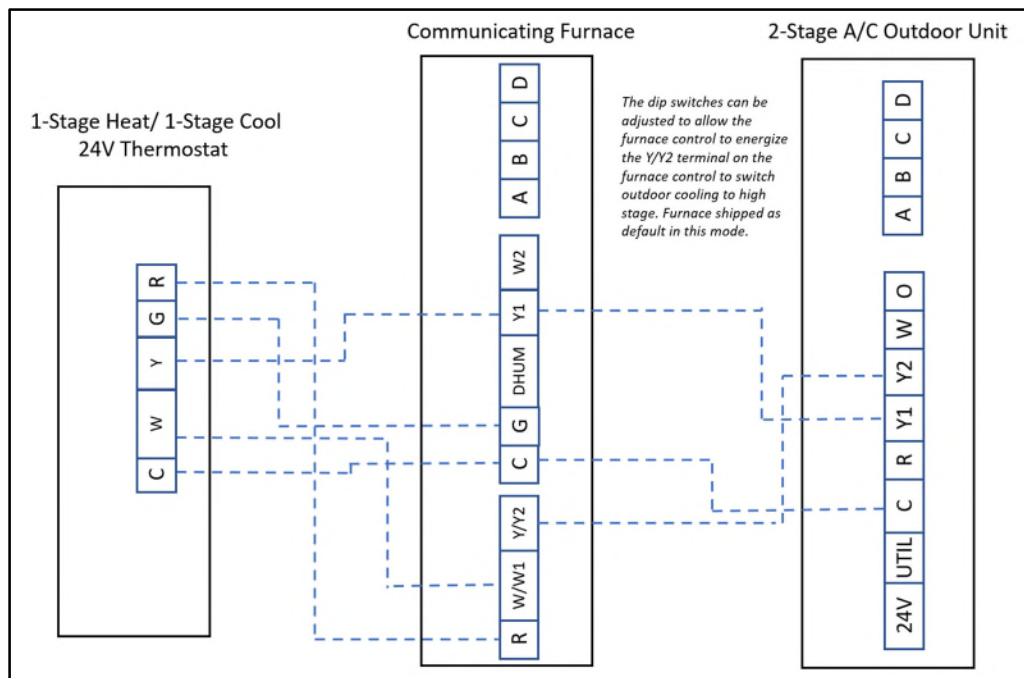 Communicating Furnace
2-Stage A/C Outdoor Unit
1-Stage Heat/ 1-Stage Cool
24V Thermostat
The dip switches can be
adjusted to allow the
furnace control to energize
the Y/Y2 terminal on the
furnace control to switch
outdoor cooling to high
stage. Furnace shipped as
default in this mode.
R
G
Y
W
C
D
C
B
A
W2
Y1
DHUM
G
C
Y/Y2
W/W1
R
D
C
B
A
O
W
Y2
Y1
R
C
UTIL
24V